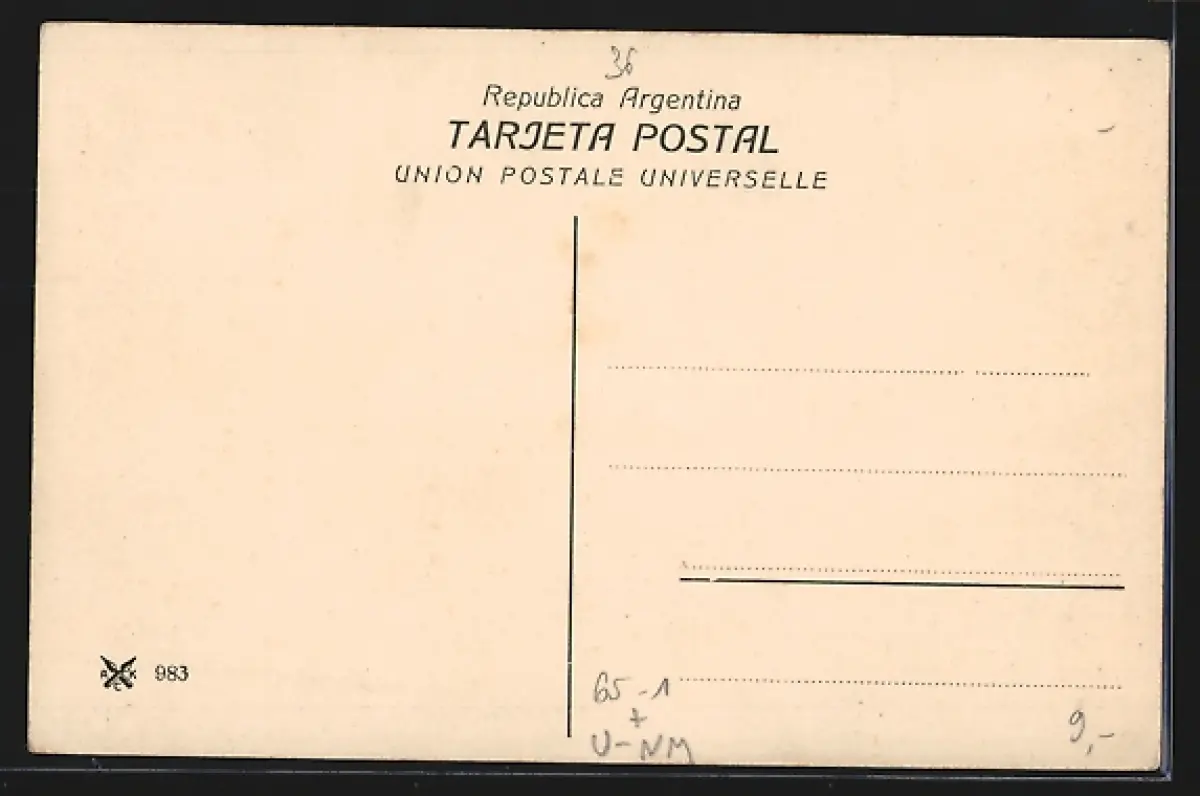 36
Republica Argentina
TARJETA POSTAL
UNION POSTALE UNIVERSELLE
983
65-1
+
U-NM
9,-